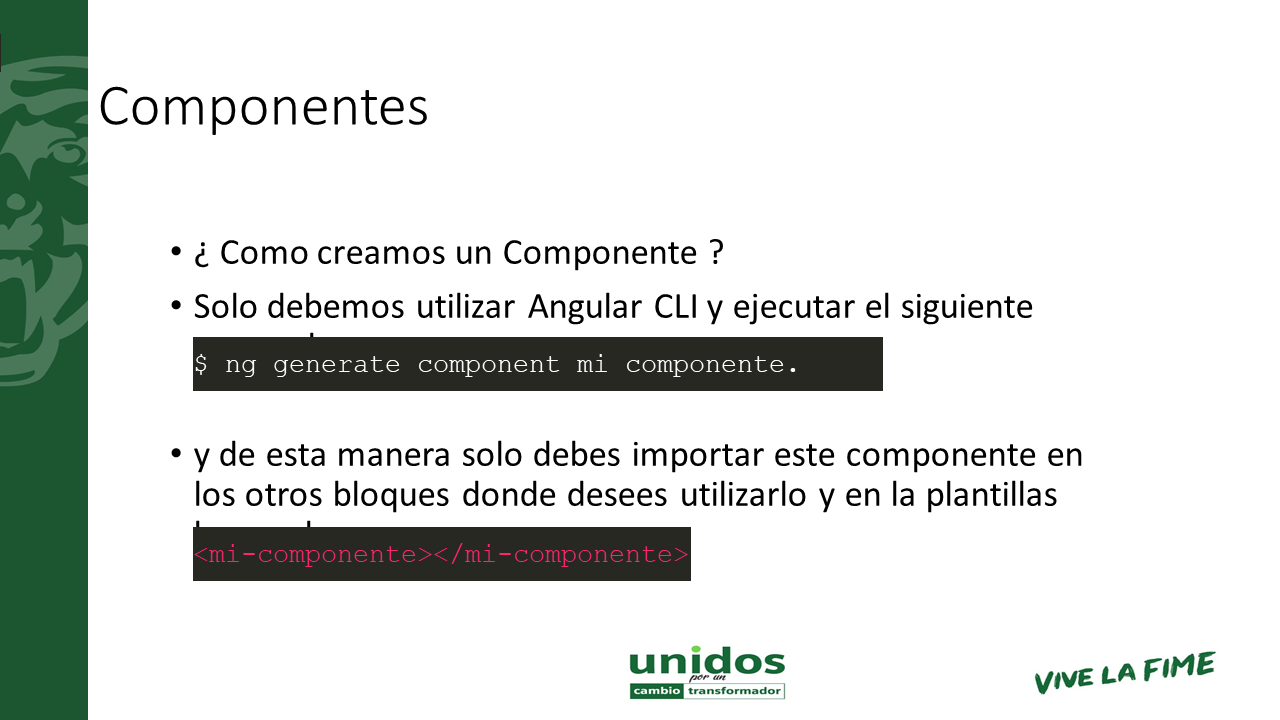 Componentes
• ¿ Como creamos un Componente ?
• Solo debemos utilizar Angular CLI y ejecutar el siguiente
$ ng generate component mi componente.
• y de esta manera solo debes importar este componente en
los otros bloques donde desees utilizarlo y en la plantillas
<mi-componente></mi-componente>
unidos
por un
cambio transformador
VIVE LA FIME